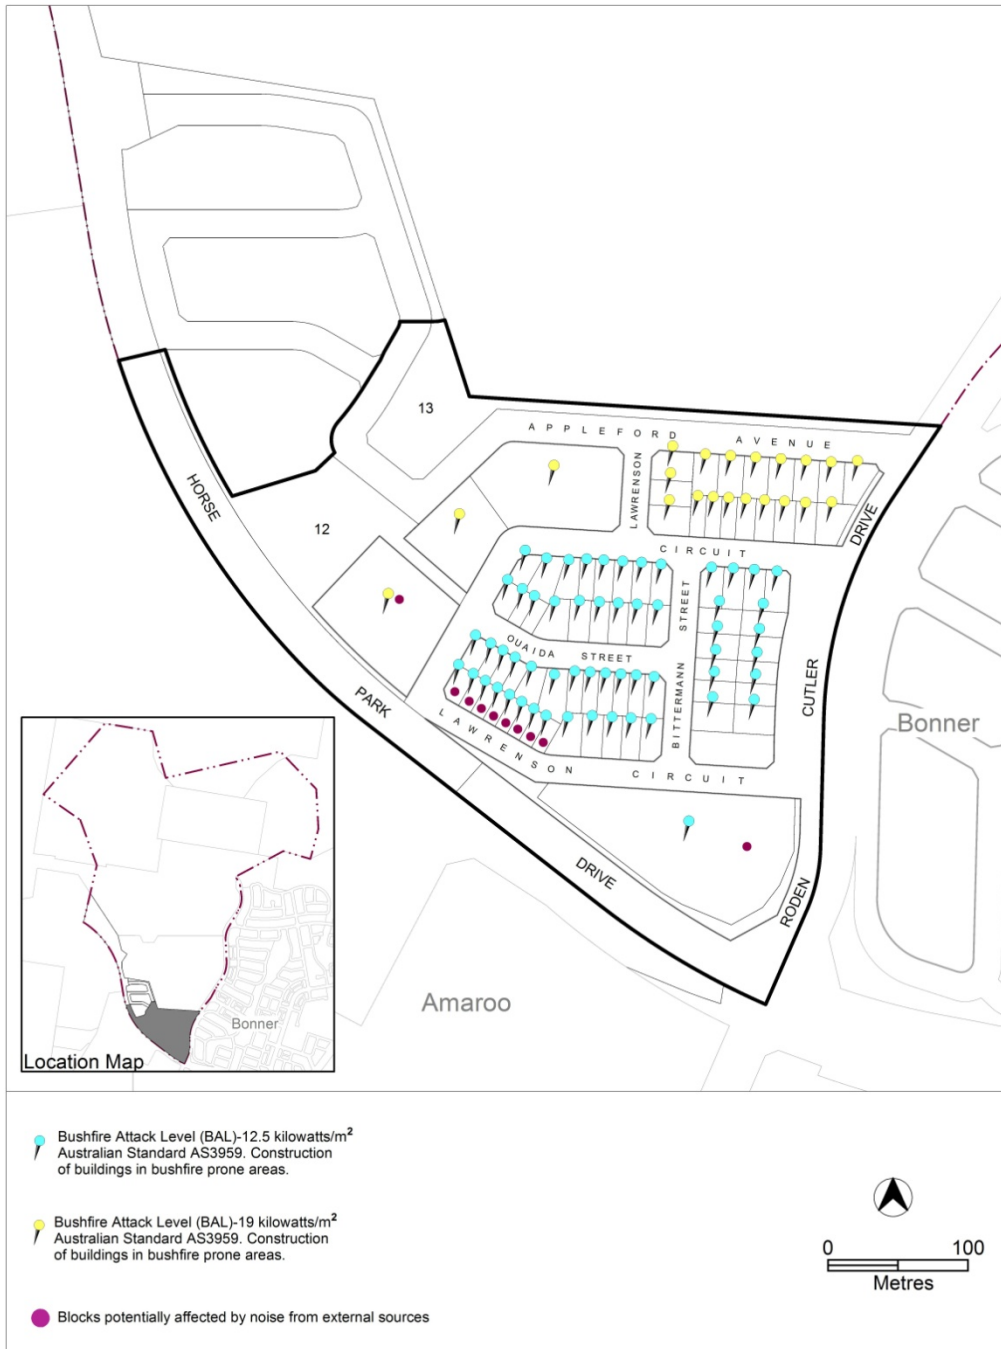 13
APPLEFORD AVENUE
LAWRENSON
HORSE
DRIVE
12
CIRCUIT
STREET
OUAIDA STREET
PARK
BITTERMANN
CUTLER
Bonner
LAWRENSON CIRCUIT
DRIVE
RODEN
Amaroo
Bonner
Location Map
Bushfire Attack Level (BAL)-12.5 kilowatts/m²
Australian Standard AS3959. Construction
of buildings in bushfire prone areas.
Bushfire Attack Level (BAL)-19 kilowatts/m²
Australian Standard AS3959. Construction
of buildings in bushfire prone areas.
0 100
Metres
Blocks potentially affected by noise from external sources